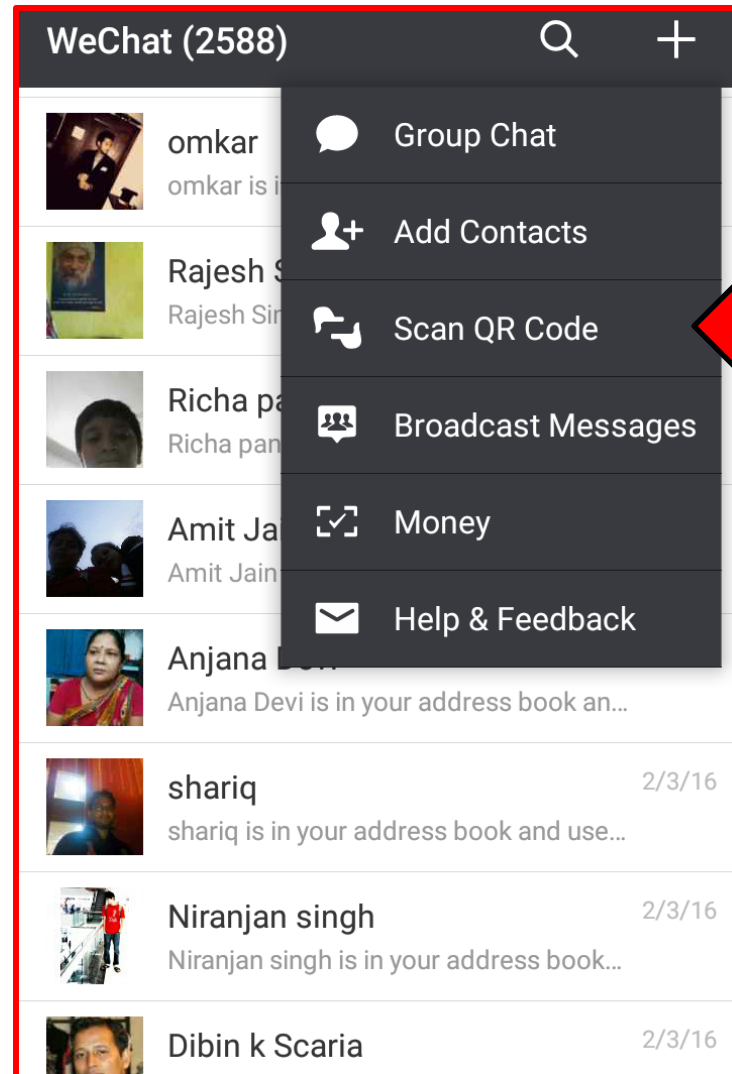 WeChat (2588)
Group Chat
Add Contacts
Scan QR Code
Broadcast Messages
Money
Help & Feedback
omkar
omkar is i
Rajesh
Rajesh Sin
Richa pa
Richa pan
Amit Jai
Amit Jain
Anjana
Anjana Devi is in your address book an...
shariq
2/3/16
shariq is in your address book and use...
Niranjan singh
2/3/16
Niranjan singh is in your address book...
Dibin k Scaria
2/3/16